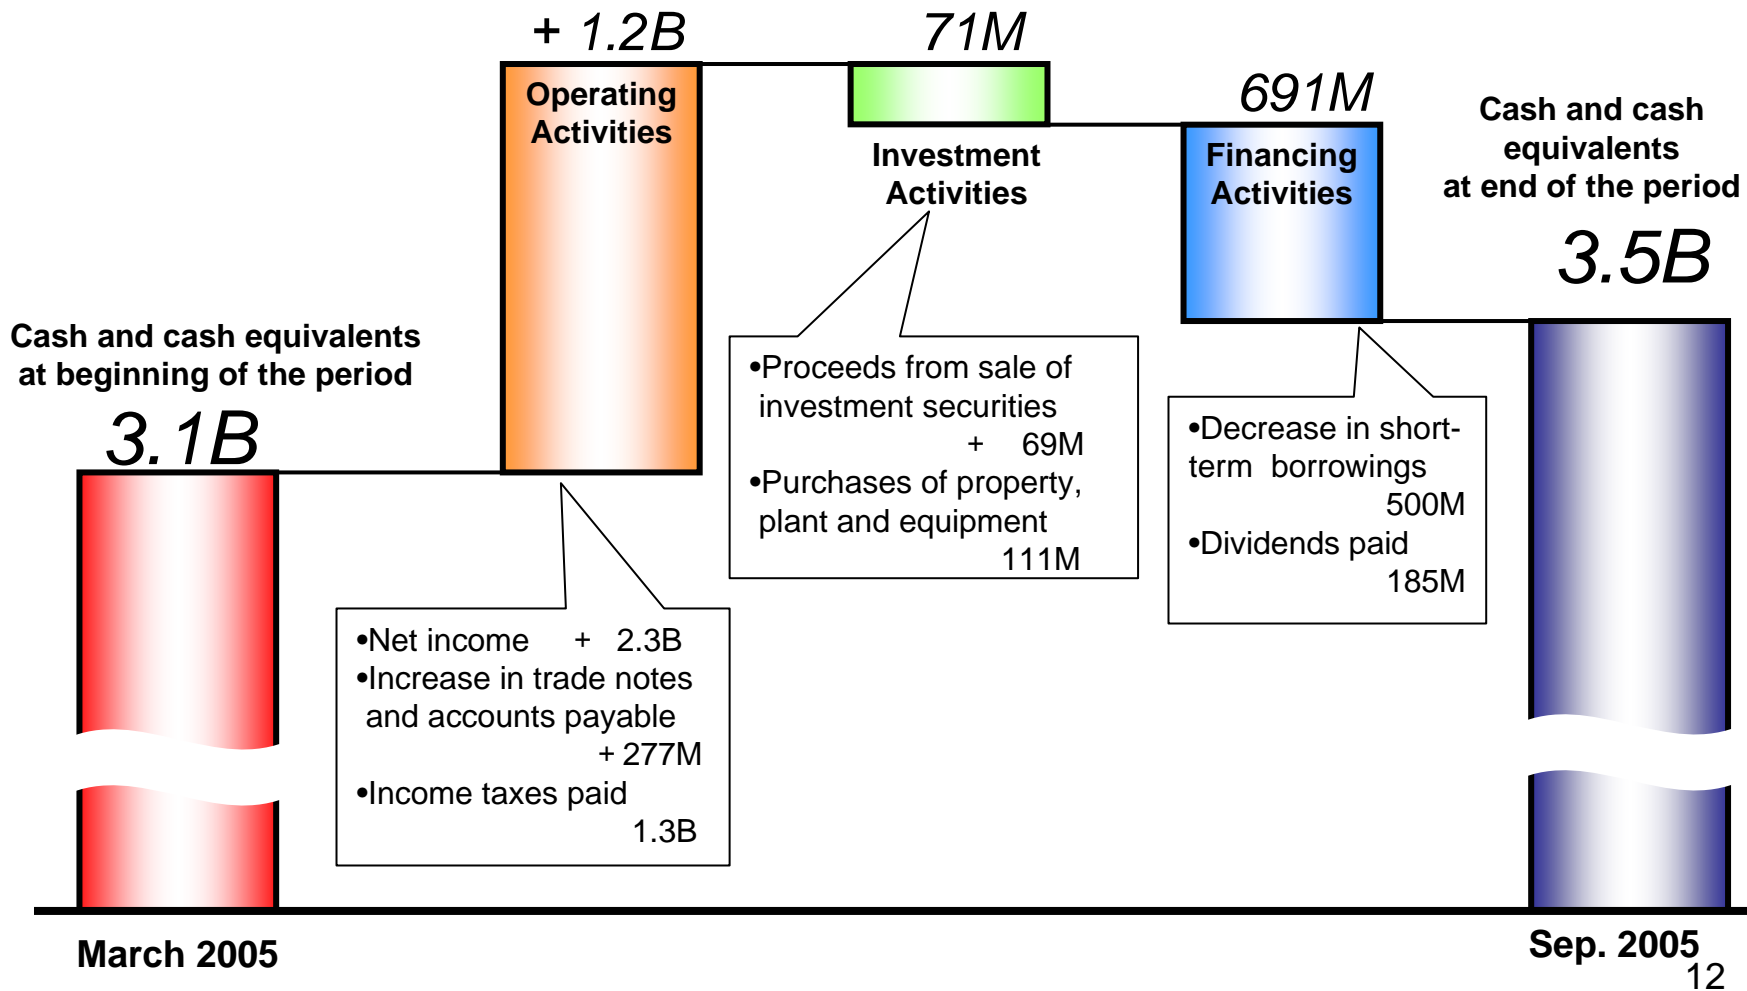 + 1.2B
71M
691M
Operating
Activities
Investment
Activities
Financing
Activities
Cash and cash
equivalents
at end of the period
3.5B
Cash and cash equivalents
at beginning of the period
3.1B
•Proceeds from sale of
investment securities
+ 69M
•Purchases of property,
plant and equipment
111M
•Decrease in short-
term borrowings
500M
•Dividends paid
185M
•Net income + 2.3B
•Increase in trade notes
and accounts payable
+ 277M
•Income taxes paid
1.3B
March 2005
Sep. 2005
12